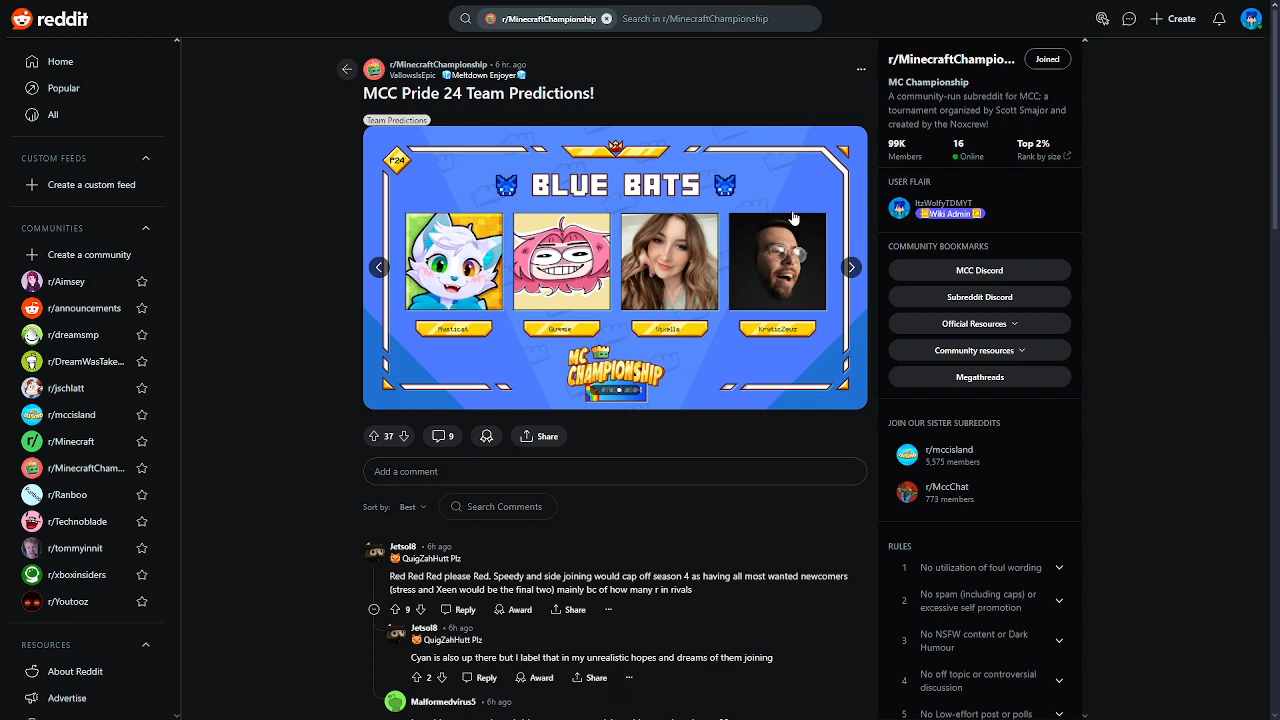 reddit
r/MinecraftChampionship
Search in r/MinecraftChampionship
Create
Home
Popular
All
CUSTOM FEEDS
Create a custom feed
COMMUNITIES
Create a community
r/Aimsey
r/announcements
r/dreamsmp
r/DreamWasTake...
r/jschlatt
r/mccisland
r/Minecraft
r/MinecraftCham...
r/Ranboo
r/Technoblade
r/tommyinnit
r/xboxinsiders
r/Youtooz
RESOURCES
About Reddit
Advertise
r/MinecraftChampionship • 6 hr. ago
VallowsIsEpic Meltdown Enjoyer
MCC Pride 24 Team Predictions!
Team Predictions
P24
BLUE BATS
Mysticat
Gumise
Vixella
KryticZeuz
MC CHAMPIONSHIP
37
9
Share
Add a comment
Sort by: Best
Search Comments
Jetsol8 • 6h ago
QuigZahHutt Plz
Red Red Red please Red. Speedy and side joining would cap off season 4 as having all most wanted newcomers
(stress and Xeen would be the final two) mainly bc of how many r in rivals
9 Reply Award Share
Jetsol8 • 6h ago
QuigZahHutt Plz
Cyan is also up there but I label that in my unrealistic hopes and dreams of them joining
2 Reply Award Share
Malformedvirus5 • 6h ago
r/MinecraftChampio...
Joined
MC Championship
A community-run subreddit for MCC; a
tournament organized by Scott Smajor and
created by the Noxcrew!
99K 16 Top 2%
Members Online Rank by size
USER FLAIR
ItzWolfyTDMYT
Wiki Admin
COMMUNITY BOOKMARKS
MCC Discord
Subreddit Discord
Official Resources
Community resources
Megathreads
JOIN OUR SISTER SUBREDDITS
r/mccisland
5,575 members
r/MccChat
773 members
RULES
1 No utilization of foul wording
2 No spam (including caps) or
excessive self promotion
3 No NSFW content or Dark
Humour
4 No off topic or controversial
discussion
5 No Low-effort post or polls